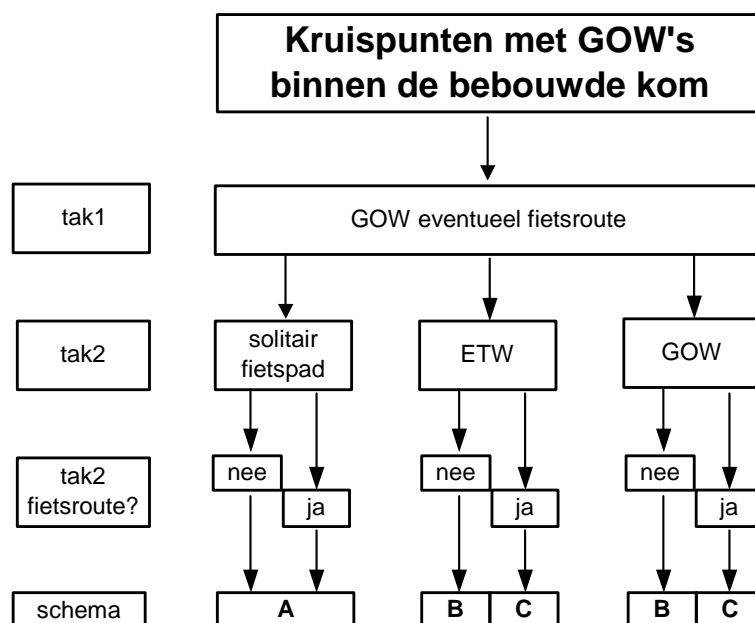 Kruispunten met GOW's
binnen de bebouwde kom
tak1
GOW eventueel fietsroute
tak2
solitair
fietspad
ETW
GOW
tak2
fietsroute?
nee
ja
nee
ja
nee
ja
schema
A
B
C
B
C